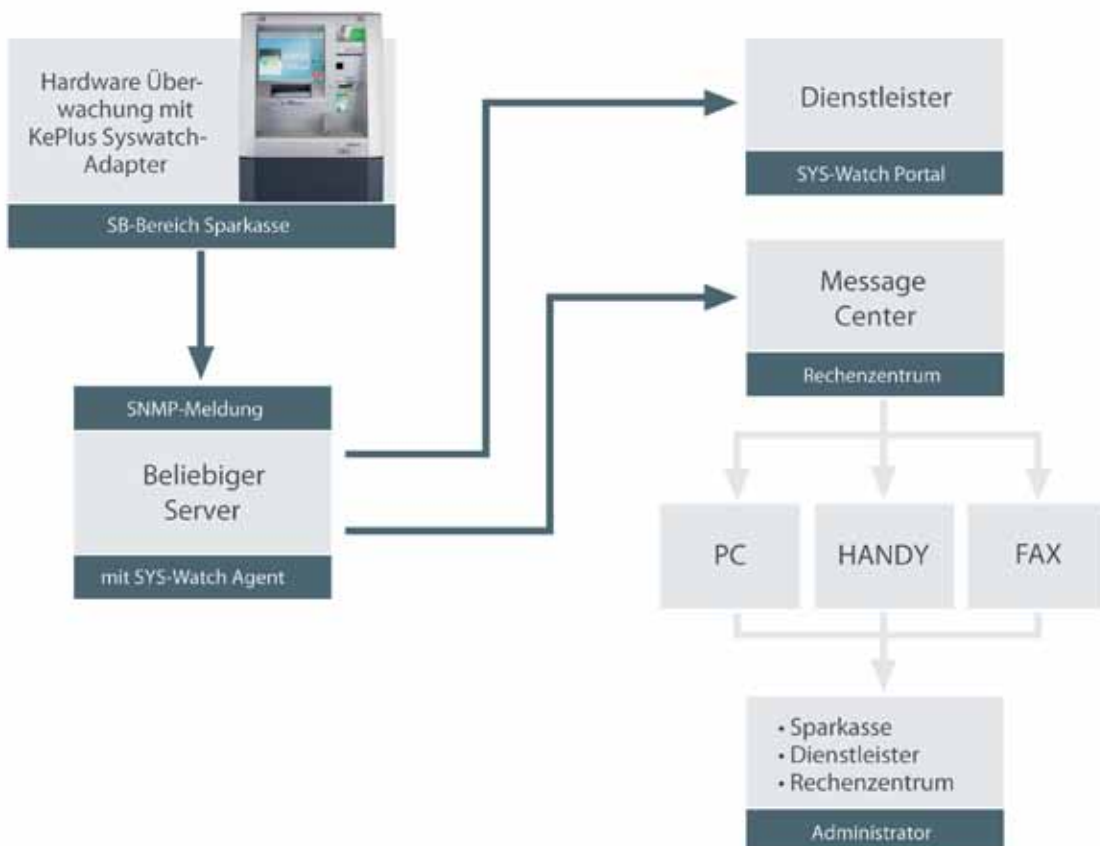 Hardware Über-
wachung mit
KePlus Syswatch-
Adapter
SB-Bereich Sparkasse
SNMP-Meldung
Beliebiger
Server
mit SYS-Watch Agent
Dienstleister
SYS-Watch Portal
Message
Center
Rechenzentrum
PC
HANDY
FAX
• Sparkasse
• Dienstleister
• Rechenzentrum
Administrator